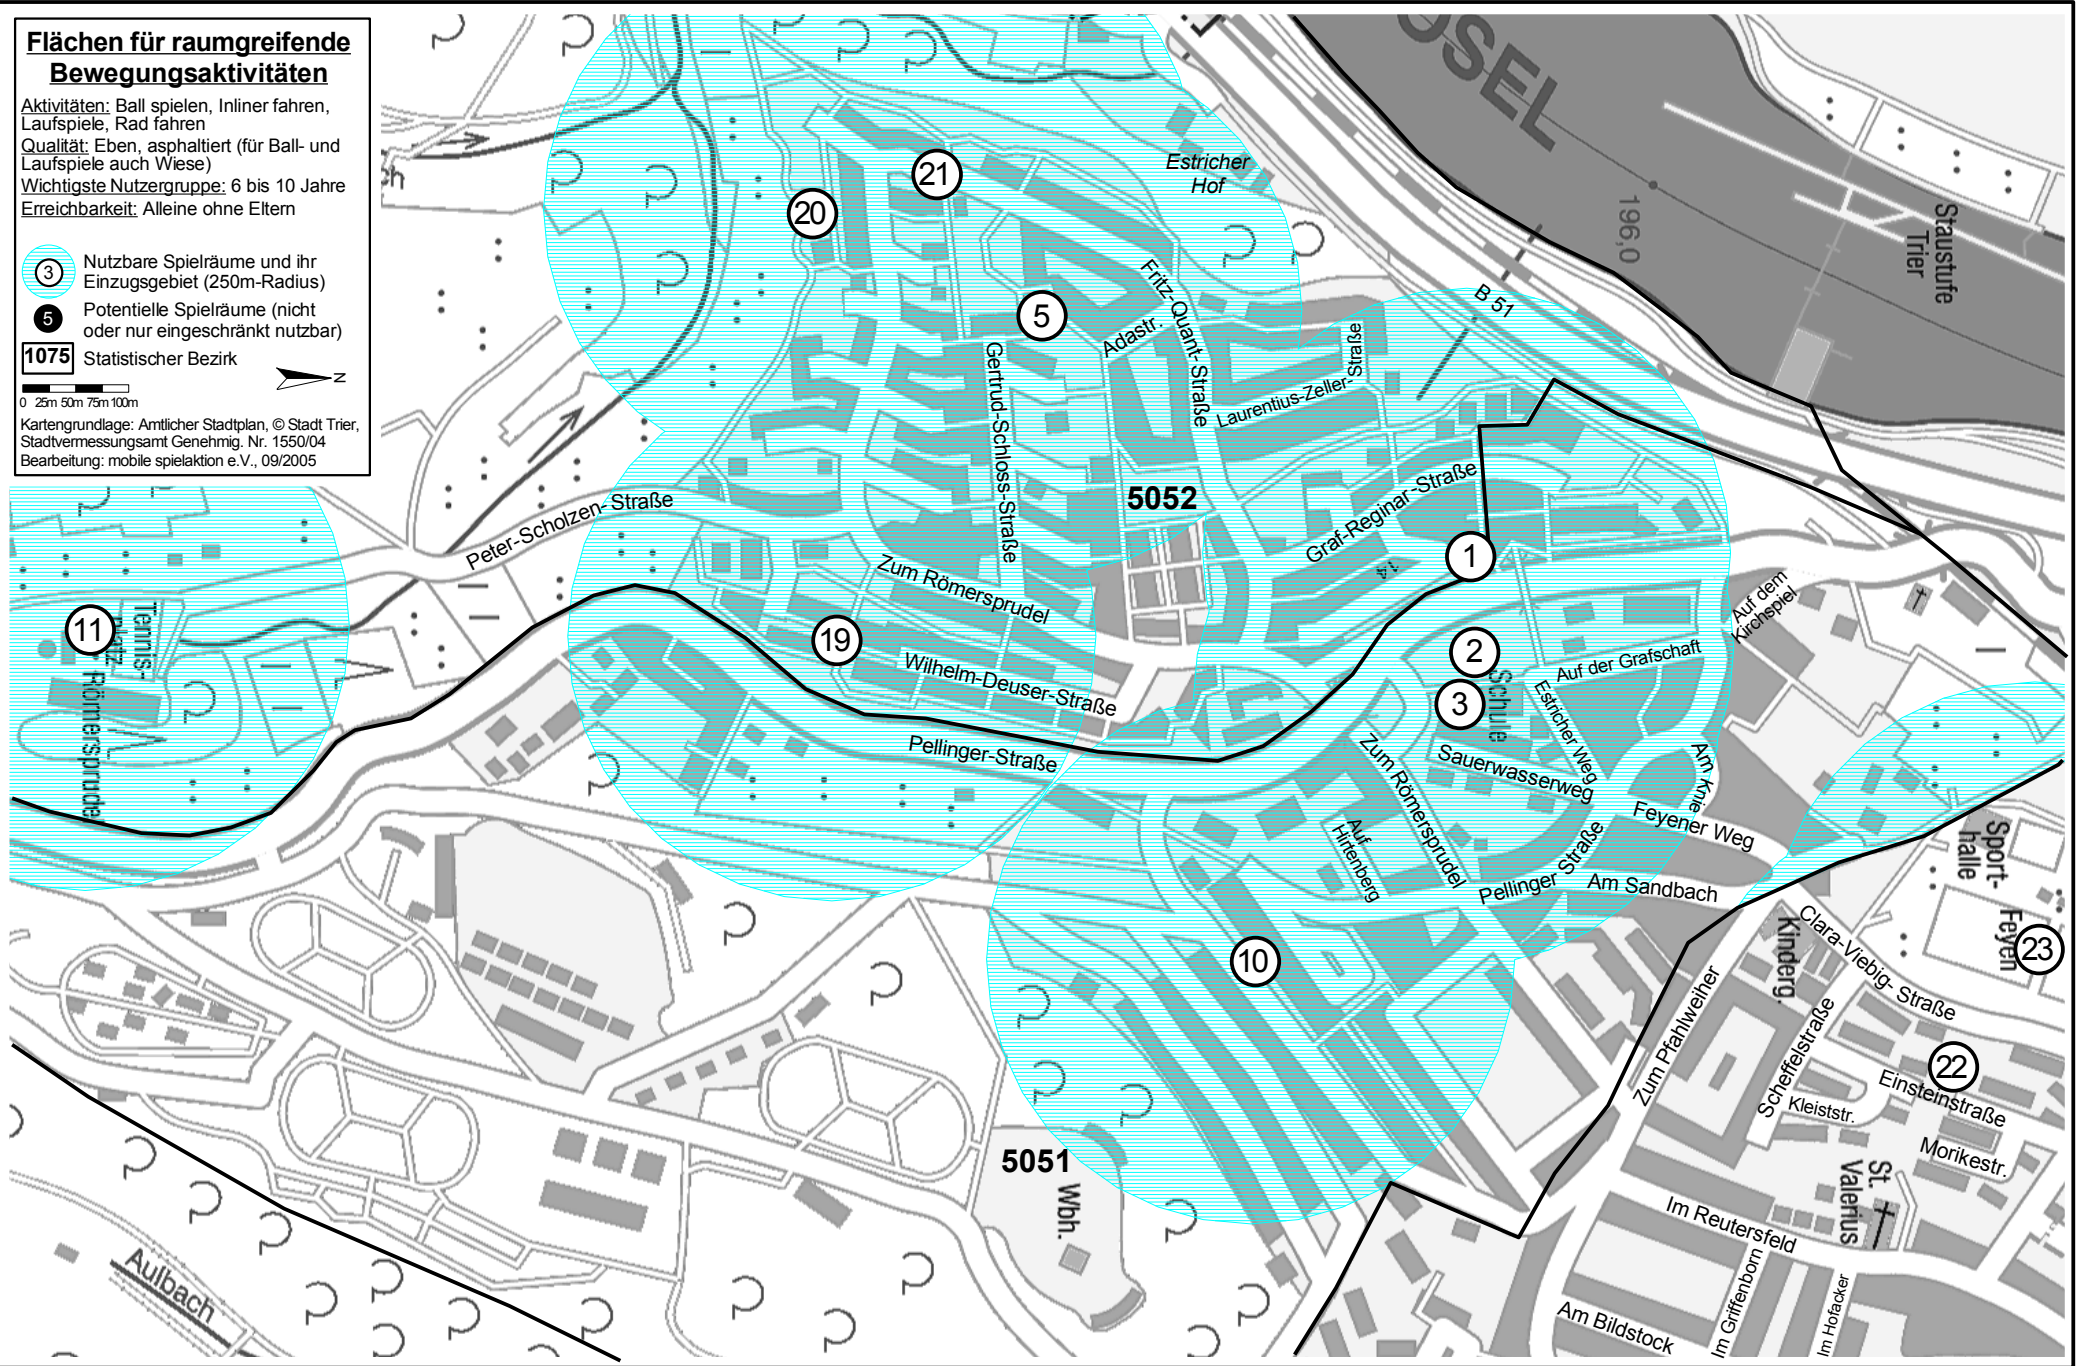 Flächen für raumgreifende
Bewegungsaktivitäten
Aktivitäten: Ball spielen, Inliner fahren,
Laufspiele, Rad fahren
Qualität: Eben, asphaltiert (für Ball- und
Laufspiele auch Wiese)
Wichtigste Nutzergruppe: 6 bis 10 Jahre
Erreichbarkeit: Alleine ohne Eltern
3
Nutzbare Spielräume und ihr
Einzugsgebiet (250m-Radius)
5
Potentielle Spielräume (nicht
oder nur eingeschränkt nutzbar)
1075
Statistischer Bezirk
N
0 25m 50m 75m 100m
Kartengrundlage: Amtlicher Stadtplan, © Stadt Trier,
Stadtvermessungsamt Genehmig. Nr. 1550/04
Bearbeitung: mobile spielaktion e.V., 09/2005
OSEL
196,0
Staustufe
Trier
Estricher
Hof
B 51
21
20
5
Adastr.
Fritz-Quant-Straße
Laurentius-Zeller-Straße
Gertrud-Schloss-Straße
5052
Graf-Reginar-Straße
Peter-Scholzen-Straße
Zum Römersprudel
1
Auf dem
Kirchspiel
11
Tennis-
platz
Römersprudel
19
Wilhelm-Deuser-Straße
2
3
Schule
Auf der Grafschaft
Estricher Weg
Pellinger-Straße
Sauerwasserweg
Zum Römersprudel
Am Knie
Feyener Weg
Auf
Hirtenberg
Pellinger Straße
Am Sandbach
Sport-
halle
Feyen
23
Kinderg.
Clara-Viebig-Straße
10
Zum Pfahlweiher
Scheffelstraße
22
Einsteinstraße
Kleiststr.
Morikestr.
5051
Wbh.
St.
Valerius
Im Reutersfeld
Im Griffenborn
Im Hofacker
Am Bildstock
Aulbach